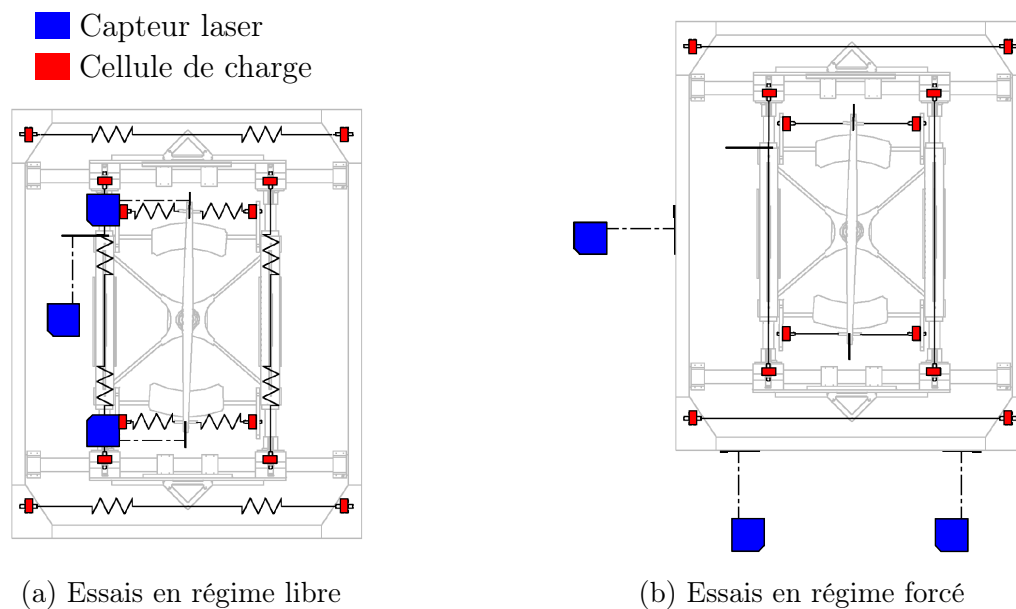 Capteur laser
Cellule de charge
(a) Essais en régime libre
(b) Essais en régime forcé